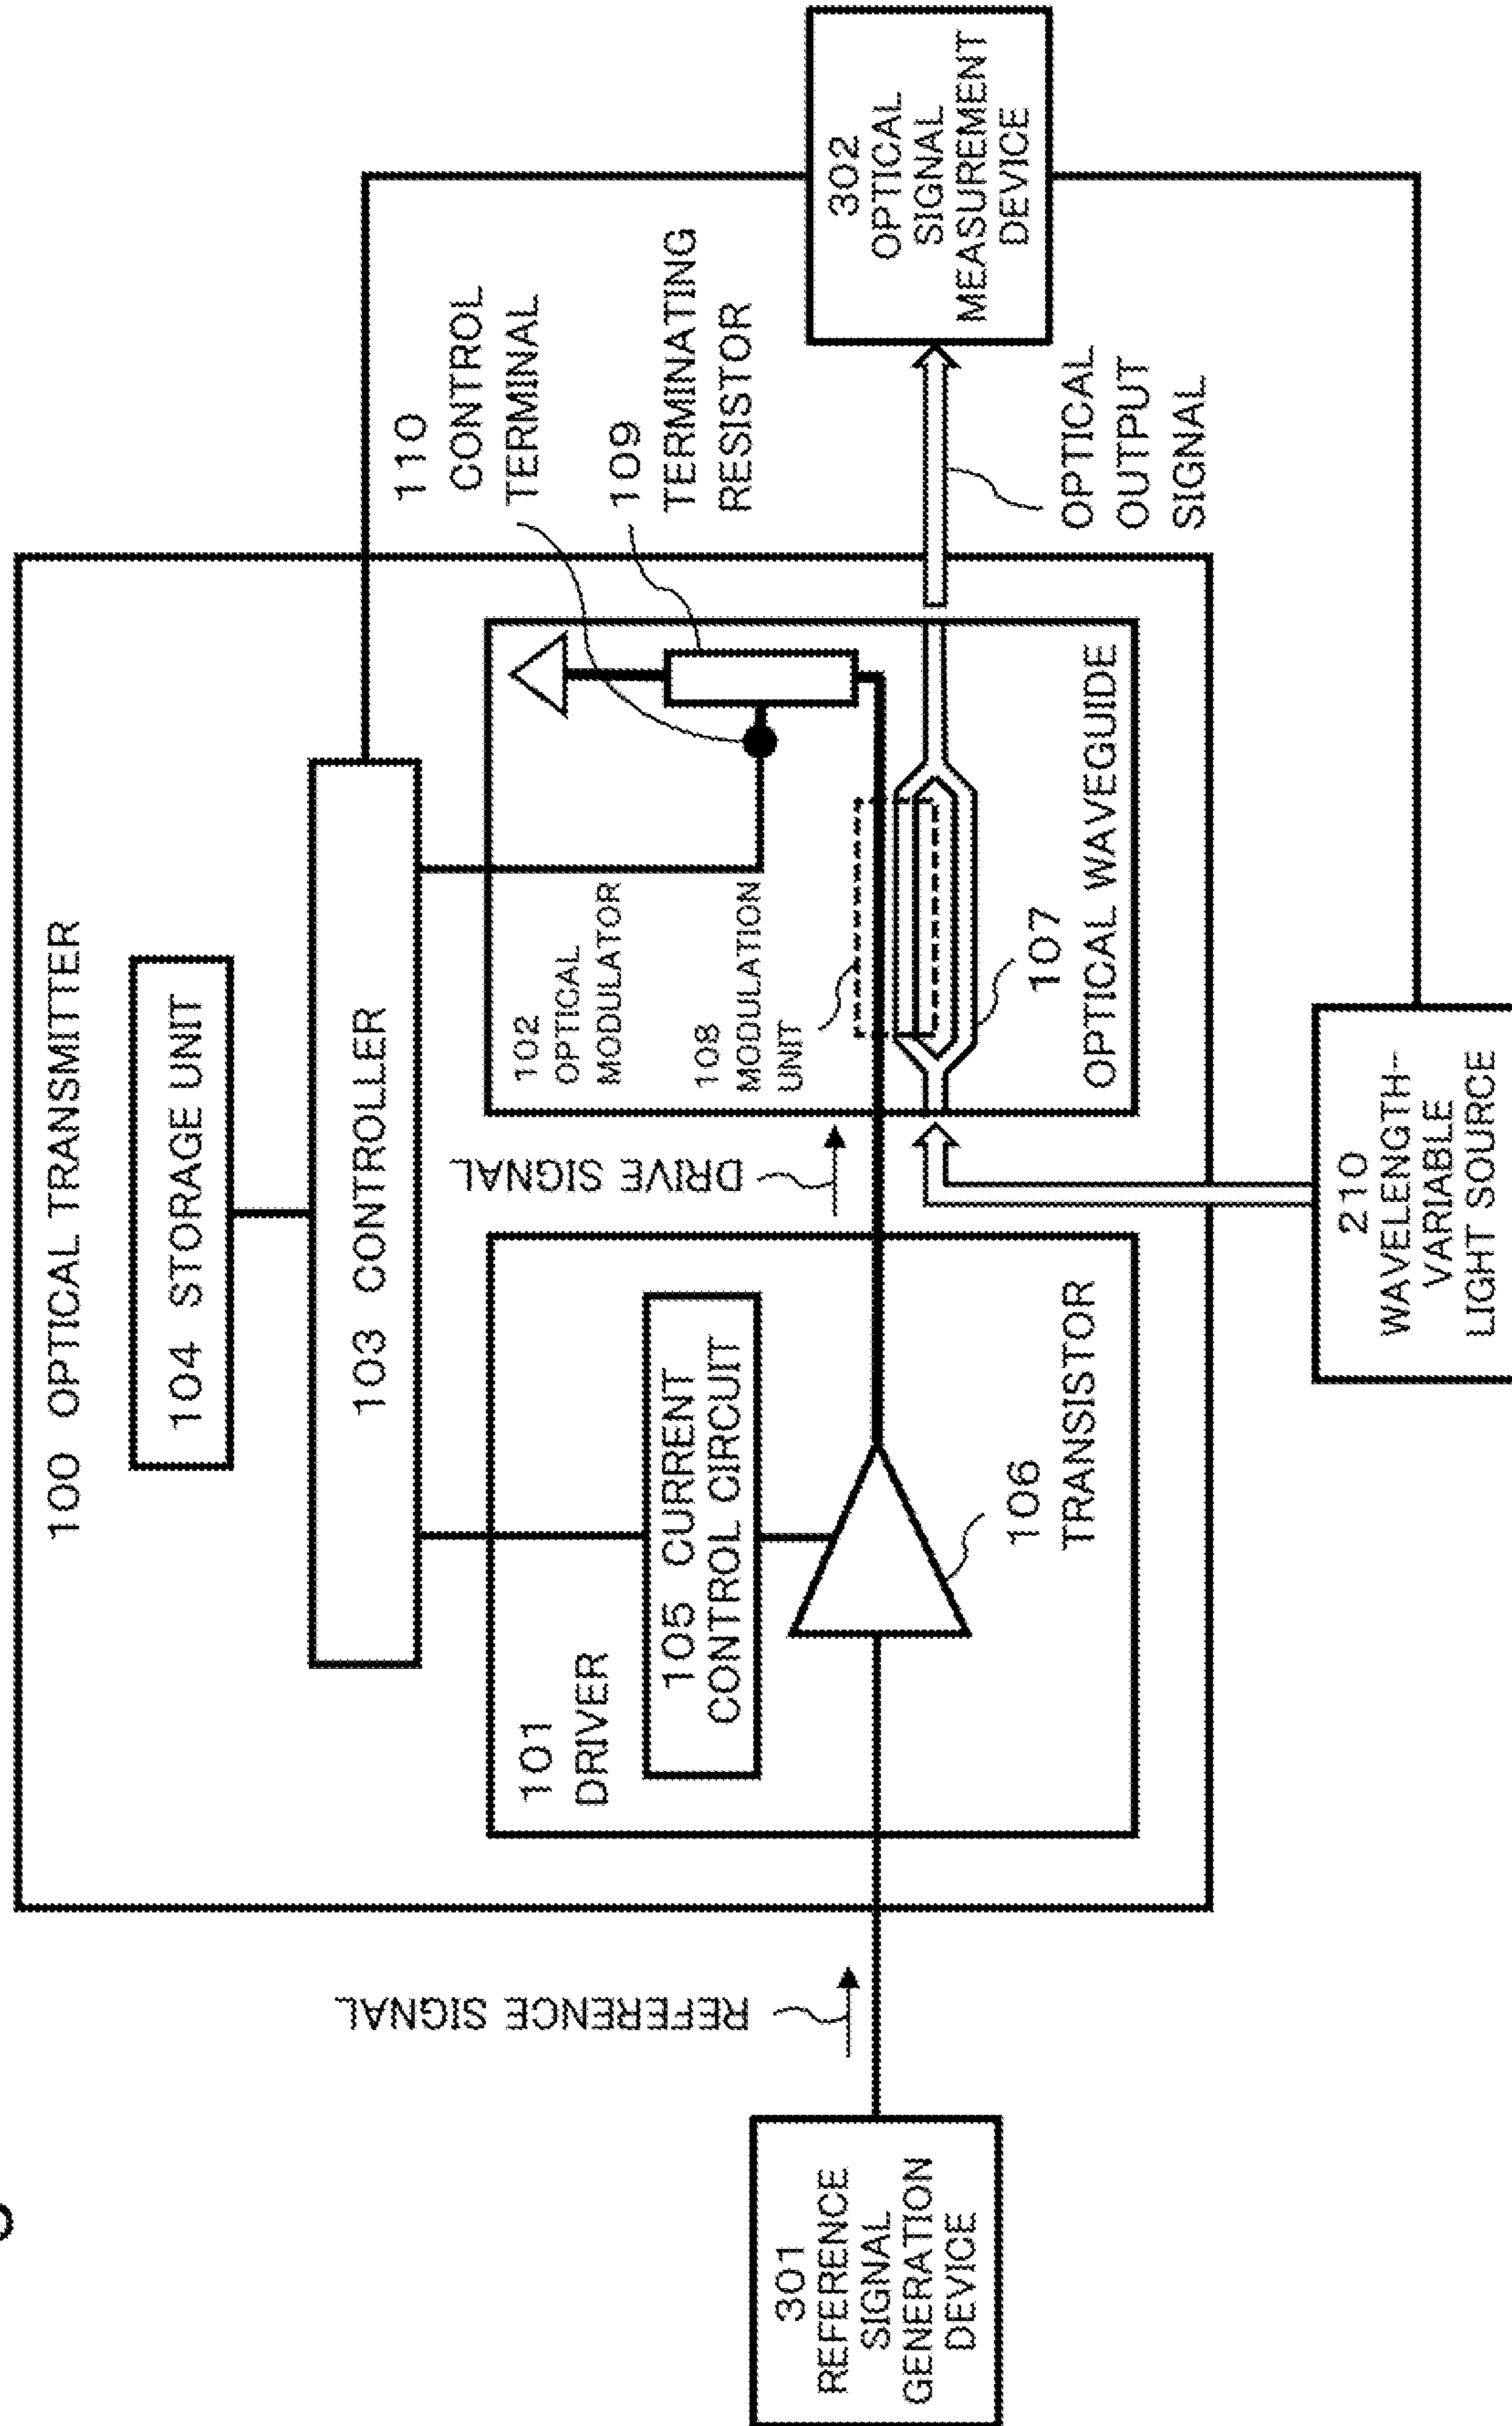 100 OPTICAL TRANSMITTER
104 STORAGE UNIT
103 CONTROLLER
101
DRIVER
105 CURRENT
CONTROL CIRCUIT
106
TRANSISTOR
DRIVE SIGNAL
102
OPTICAL
MODULATOR
108
MODULATION
UNIT
107
OPTICAL WAVEGUIDE
110
CONTROL
TERMINAL
109
TERMINATING
RESISTOR
OPTICAL
OUTPUT
SIGNAL
302
OPTICAL
SIGNAL
MEASUREMENT
DEVICE
REFERENCE SIGNAL
301
REFERENCE
SIGNAL
GENERATION
DEVICE
210
WAVELENGTH-
VARIABLE
LIGHT SOURCE